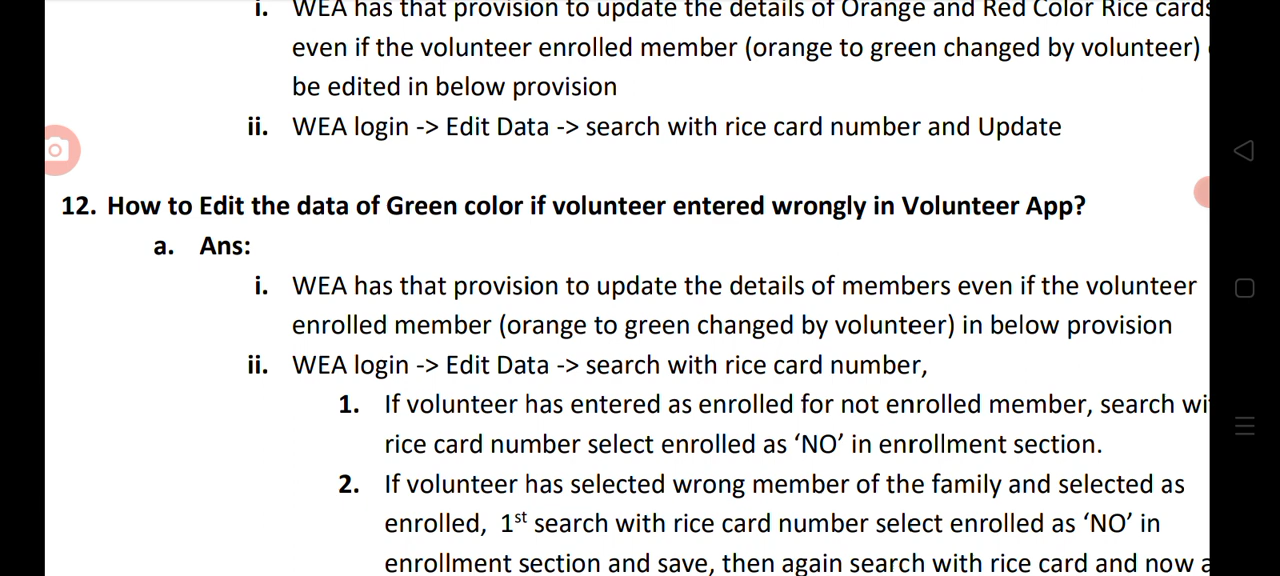 i. WEA has that provision to update the details of Orange and Red Color Rice cards
even if the volunteer enrolled member (orange to green changed by volunteer)
be edited in below provision
ii. WEA login -> Edit Data -> search with rice card number and Update
12. How to Edit the data of Green color if volunteer entered wrongly in Volunteer App?
a. Ans:
i. WEA has that provision to update the details of members even if the volunteer
enrolled member (orange to green changed by volunteer) in below provision
ii. WEA login -> Edit Data -> search with rice card number,
1. If volunteer has entered as enrolled for not enrolled member, search
rice card number select enrolled as ‘NO’ in enrollment section.
2. If volunteer has selected wrong member of the family and selected as
enrolled, 1st search with rice card number select enrolled as ‘NO’ in
enrollment section and save, then again search with rice card and now